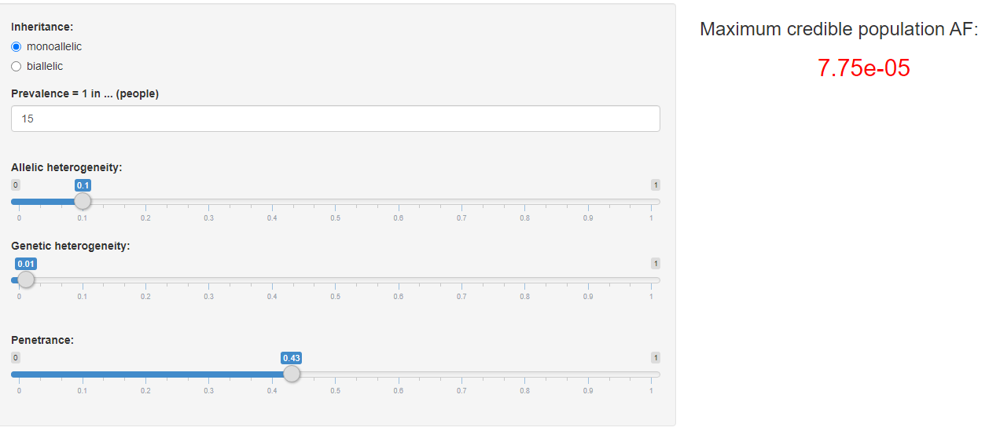 Inheritance:
monoallelic
biallelic
Prevalence = 1 in ... (people)
15
Allelic heterogeneity:
0 0.1 1
0 0.1 0.2 0.3 0.4 0.5 0.6 0.7 0.8 0.9 1
Genetic heterogeneity:
0.01 1
0 0.1 0.2 0.3 0.4 0.5 0.6 0.7 0.8 0.9 1
Penetrance:
0 0.43 1
0 0.1 0.2 0.3 0.4 0.5 0.6 0.7 0.8 0.9 1
Maximum credible population AF:
7.75e-05